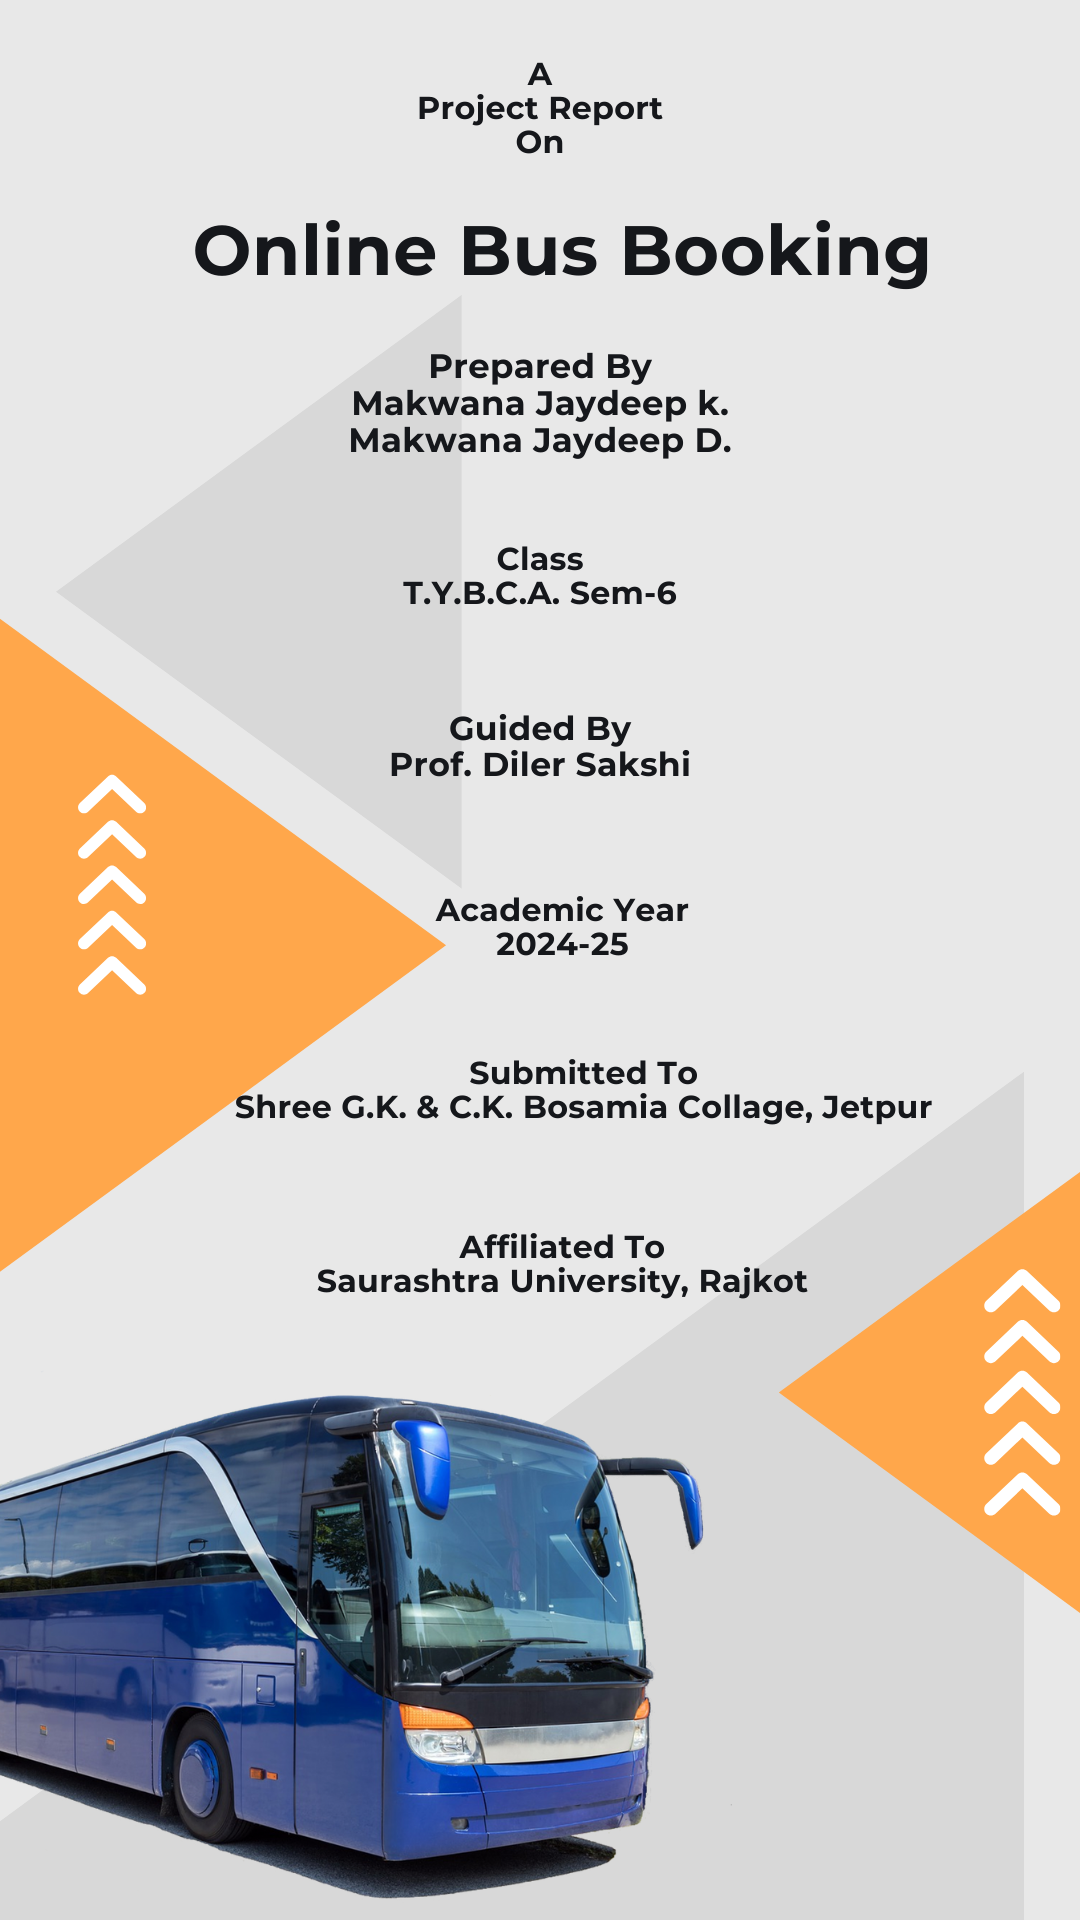 A
Project Report
On
Online Bus Booking
Prepared By
Makwana Jaydeep k.
Makwana Jaydeep D.
Class
T.Y.B.C.A. Sem-6
Guided By
Prof. Diler Sakshi
Academic Year
2024-25
Submitted To
Shree G.K. & C.K. Bosamia Collage, Jetpur
Affiliated To
Saurashtra University, Rajkot